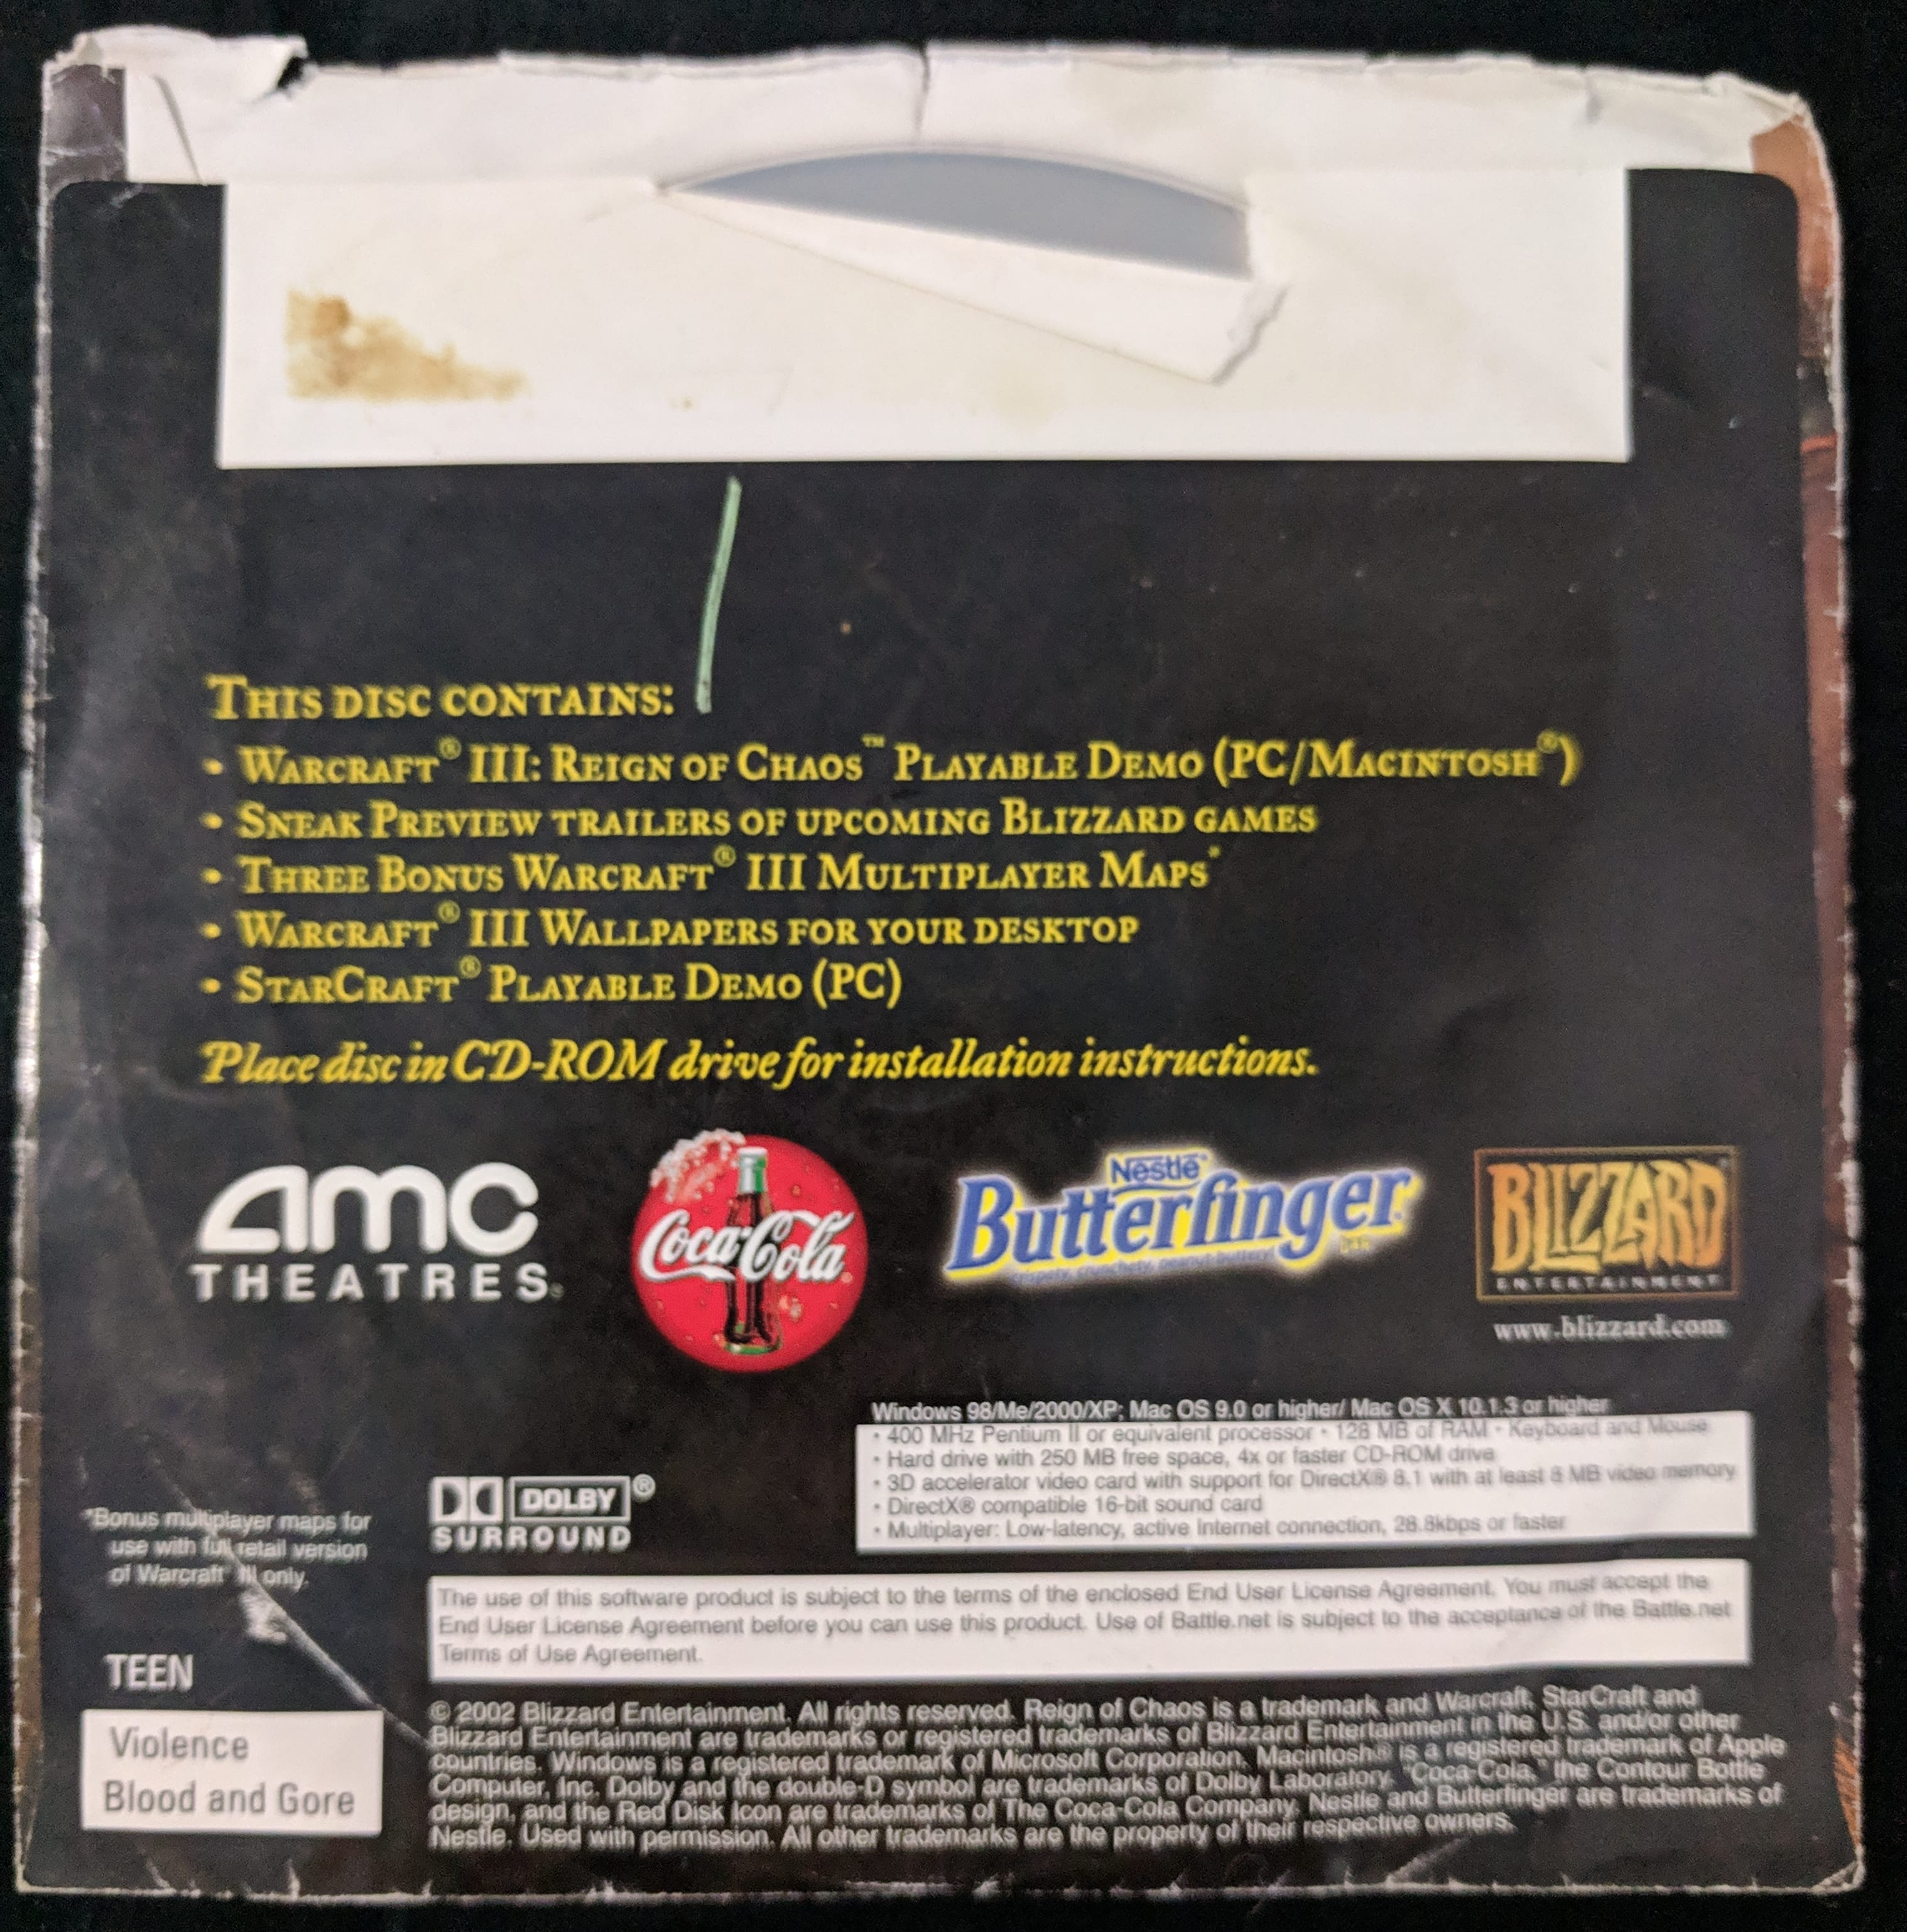 THIS DISC CONTAINS:
• WARCRAFT® III: REIGN OF CHAOS™ PLAYABLE DEMO (PC/MACINTOSH®)
• SNEAK PREVIEW TRAILERS OF UPCOMING BLIZZARD GAMES
• THREE BONUS WARCRAFT® III MULTIPLAYER MAPS*
• WARCRAFT® III WALLPAPERS FOR YOUR DESKTOP
• STARCRAFT® PLAYABLE DEMO (PC)
Place disc in CD-ROM drive for installation instructions.
amc
THEATRES
Coca-Cola
Nestlé
Butterfinger
crispety, crunchety, peanut-buttery!
BLIZZARD
ENTERTAINMENT
www.blizzard.com
Windows 98/Me/2000/XP; Mac OS 9.0 or higher/ Mac OS X 10.1.3 or higher
• 400 MHz Pentium II or equivalent processor • 128 MB of RAM • Keyboard and Mouse
• Hard drive with 250 MB free space, 4x or faster CD-ROM drive
• 3D accelerator video card with support for DirectX® 8.1 with at least 8 MB video memory
• DirectX® compatible 16-bit sound card
• Multiplayer: Low-latency, active Internet connection, 28.8kbps or faster
DOLBY®
SURROUND
*Bonus multiplayer maps for
use with full retail version
of Warcraft III only.
The use of this software product is subject to the terms of the enclosed End User License Agreement. You must accept the
End User License Agreement before you can use this product. Use of Battle.net is subject to the acceptance of the Battle.net
Terms of Use Agreement.
TEEN
Violence
Blood and Gore
© 2002 Blizzard Entertainment. All rights reserved. Reign of Chaos is a trademark and Warcraft, StarCraft and
Blizzard Entertainment are trademarks or registered trademarks of Blizzard Entertainment in the U.S. and/or other
countries. Windows is a registered trademark of Microsoft Corporation. Macintosh® is a registered trademark of Apple
Computer, Inc. Dolby and the double-D symbol are trademarks of Dolby Laboratory. "Coca-Cola," the Contour Bottle
design, and the Red Disk Icon are trademarks of The Coca-Cola Company. Nestle and Butterfinger are trademarks of
Nestle. Used with permission. All other trademarks are the property of their respective owners.